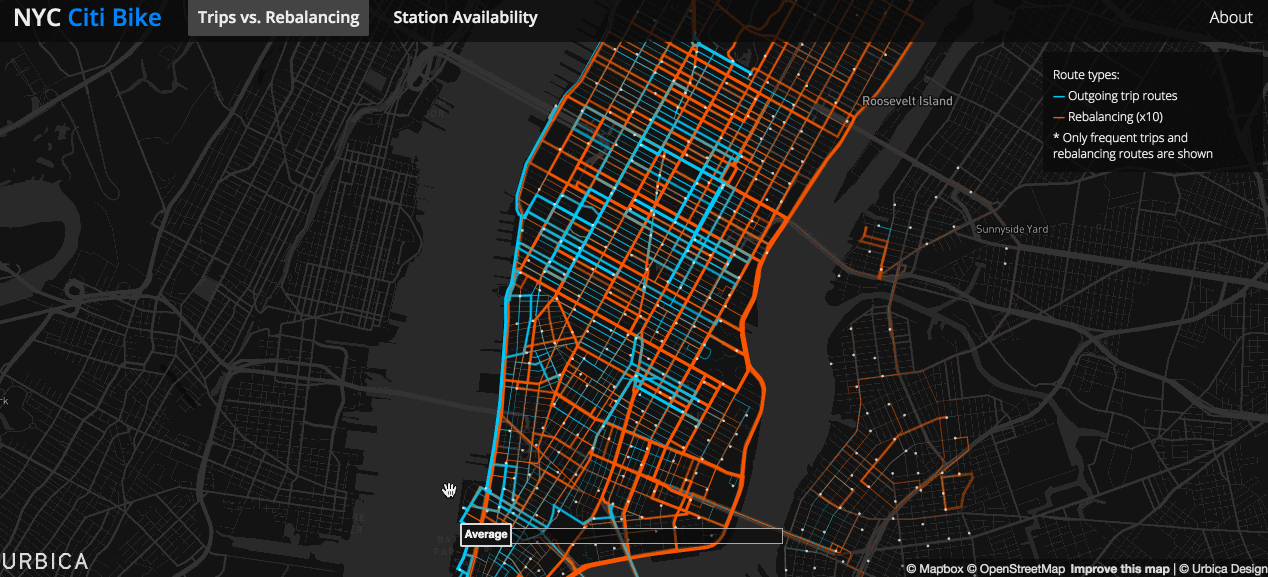 NYC Citi Bike
Trips vs. Rebalancing
Station Availability
About
Route types:
Outgoing trip routes
Rebalancing (x10)
* Only frequent trips and
rebalancing routes are shown
Roosevelt Island
Sunnyside Yard
Average
URBICA
© Mapbox © OpenStreetMap Improve this map | © Urbica Design